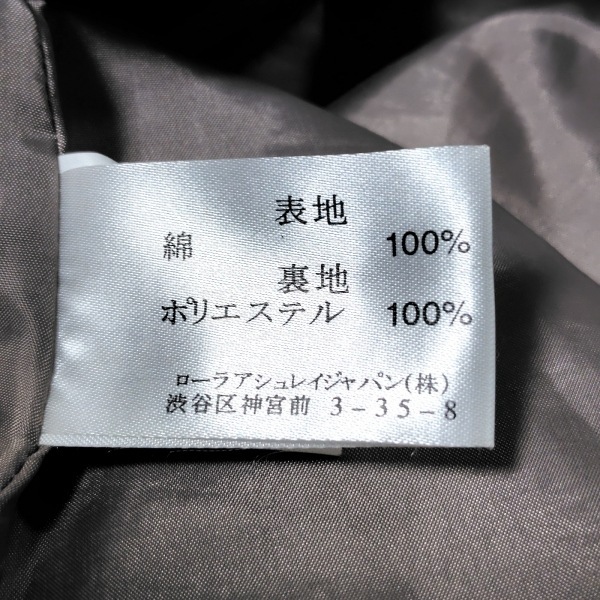 表地
綿 100%
裏地
ポリエステル 100%
ローラアシュレイジャパン(株)
渋谷区神宮前 3-35-8